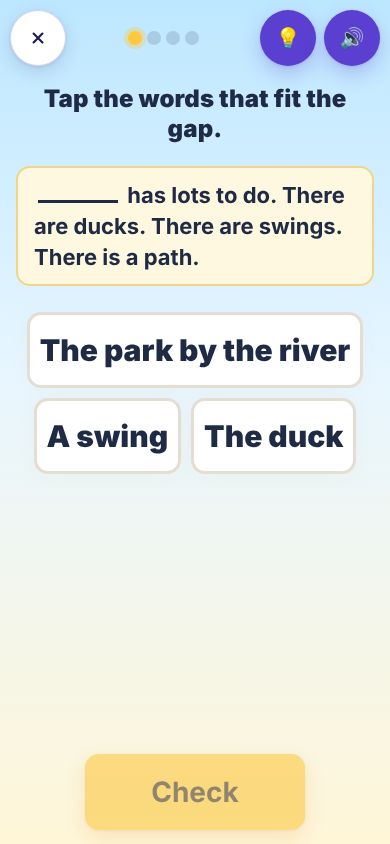 Tap the words that fit the
gap.
________ has lots to do. There
are ducks. There are swings.
There is a path.
The park by the river
A swing
The duck
Check